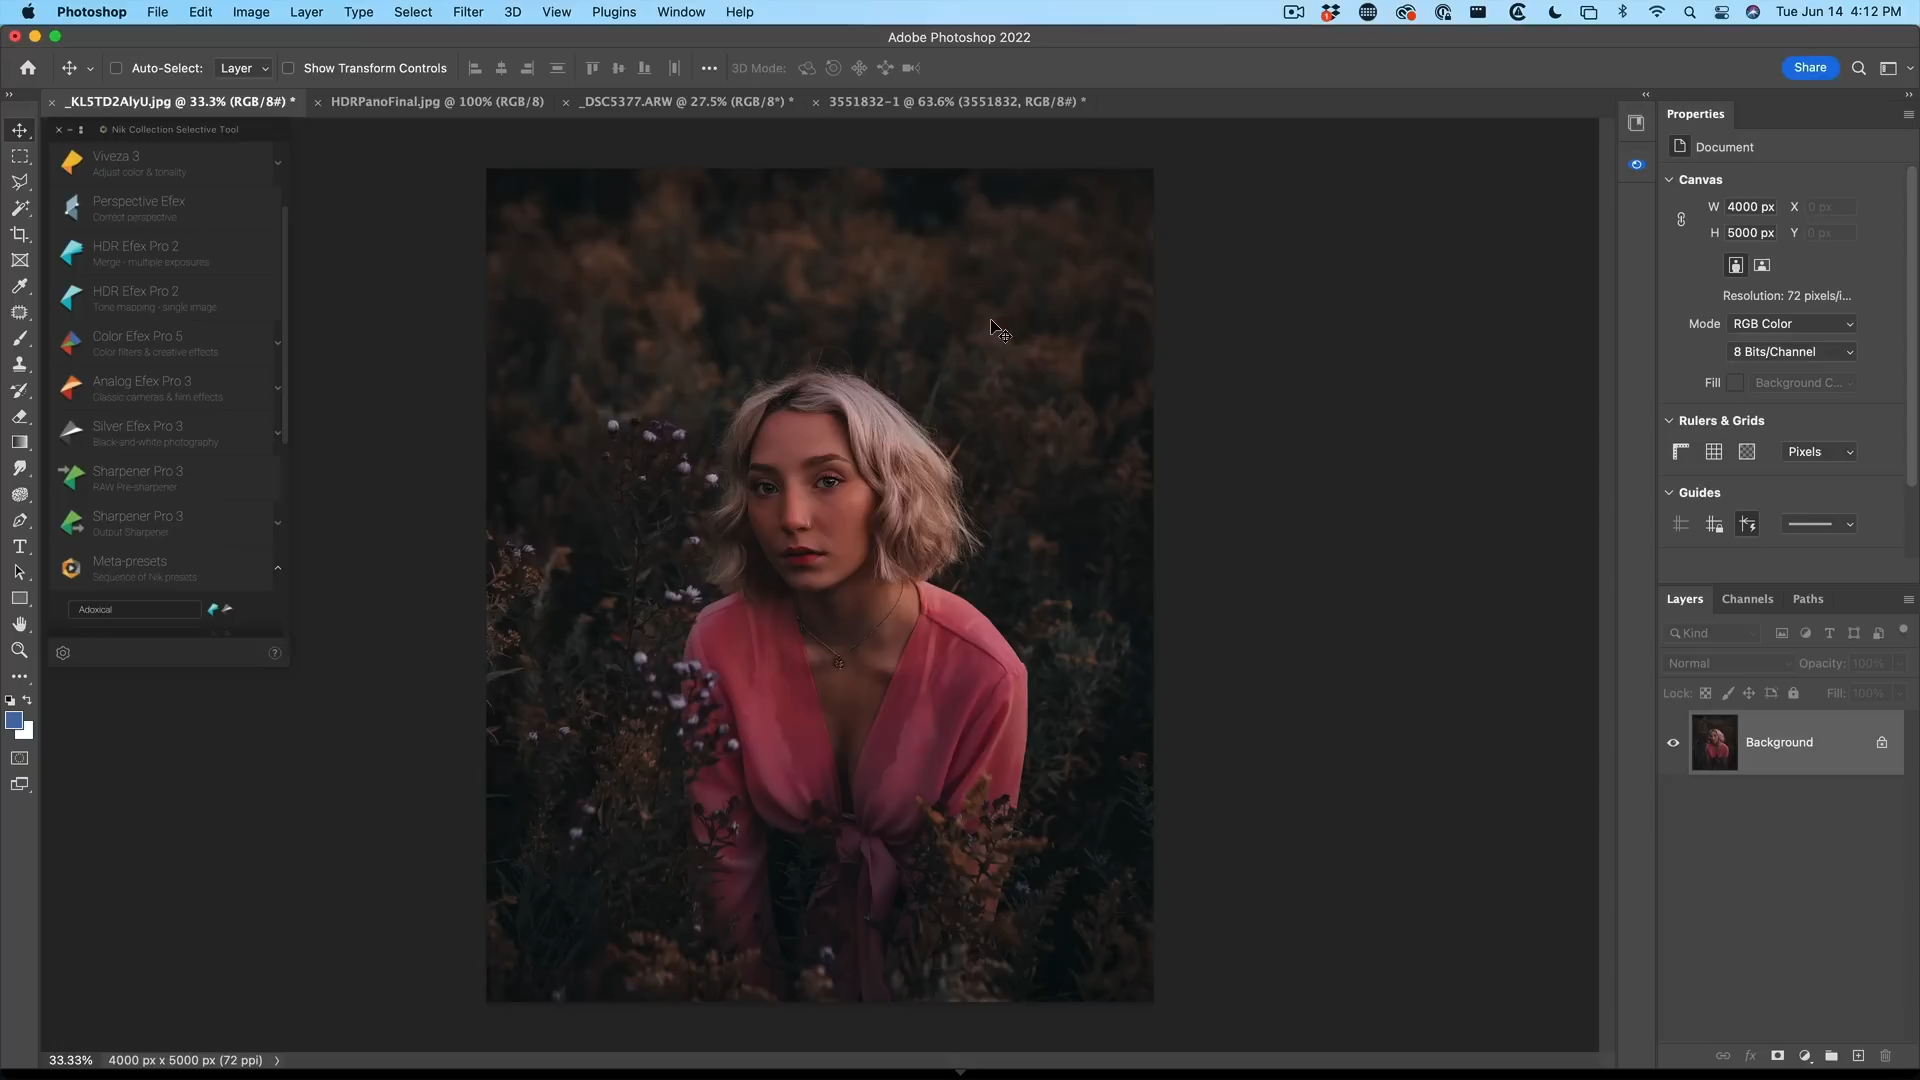 Photoshop File Edit Image Layer Type Select Filter 3D View Plugins Window Help Tue Jun 14 4:12 PM
Adobe Photoshop 2022
Auto-Select: Layer Show Transform Controls 3D Mode: Share
_KL5TD2AlyU.jpg @ 33.3% (RGB/8#) * HDRPanoFinal.jpg @ 100% (RGB/8) _DSC5377.ARW @ 27.5% (RGB/8*) * 3551832-1 @ 63.6% (3551832, RGB/8#) *
Nik Collection Selective Tool
Viveza 3
Adjust color & tonality
Perspective Efex
Correct perspective
HDR Efex Pro 2
Merge - multiple exposures
HDR Efex Pro 2
Tone mapping - single image
Color Efex Pro 5
Color filters & creative effects
Analog Efex Pro 3
Classic cameras & film effects
Silver Efex Pro 3
Black-and-white photography
Sharpener Pro 3
RAW Pre-sharpener
Sharpener Pro 3
Output Sharpener
Meta-presets
Sequence of Nik presets
Adoxical
Properties
Document
Canvas
W 4000 px X 0 px
H 5000 px Y 0 px
Resolution: 72 pixels/i...
Mode RGB Color
8 Bits/Channel
Fill Background C...
Rulers & Grids
Pixels
Guides
Layers Channels Paths
Kind
Normal Opacity: 100%
Lock: Fill: 100%
Background
33.33% 4000 px x 5000 px (72 ppi)